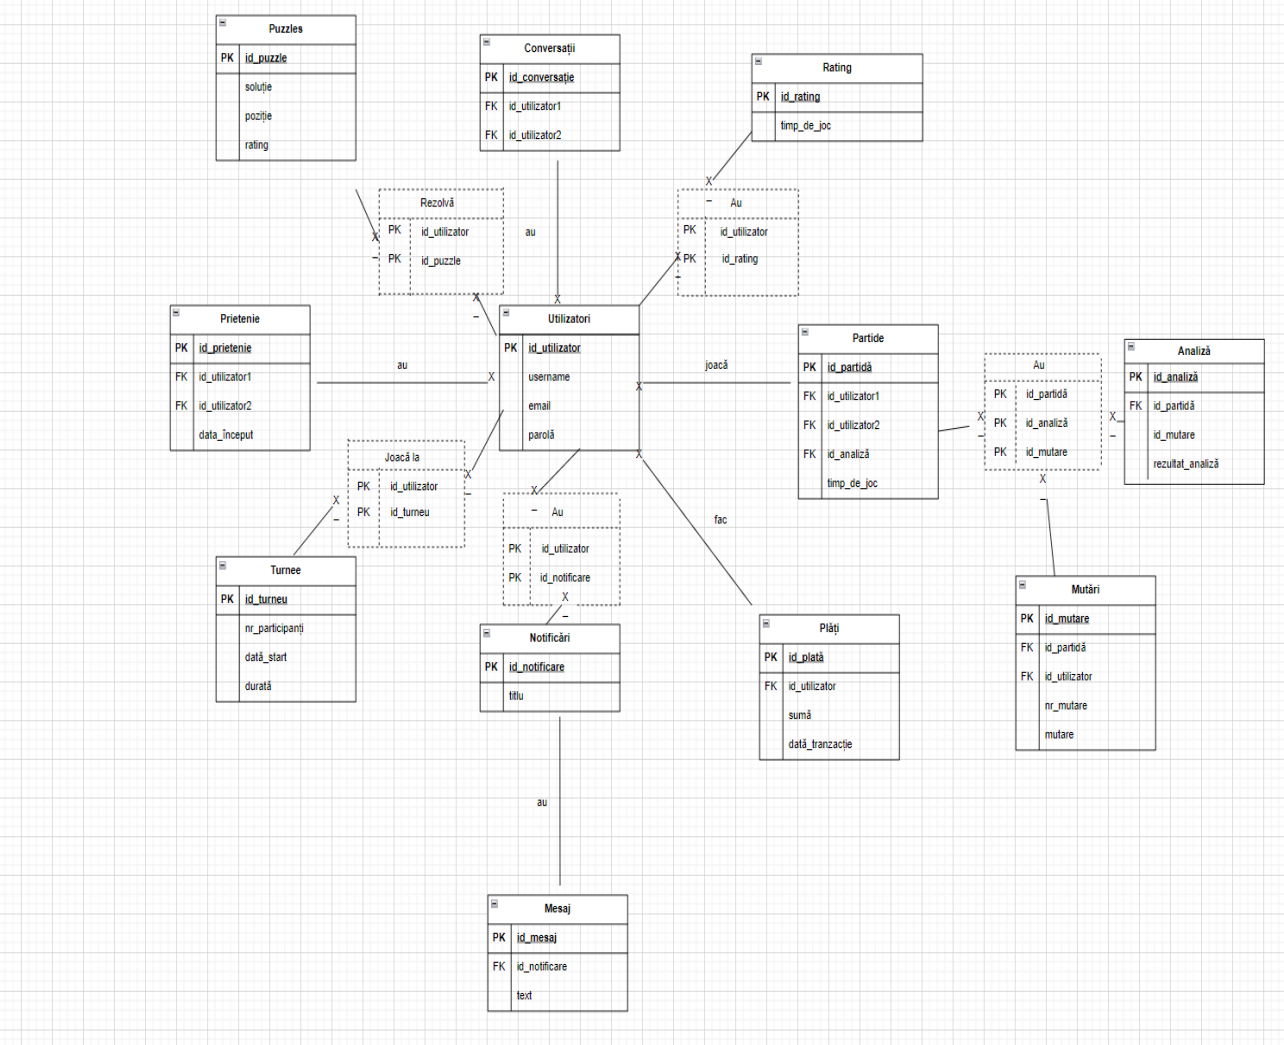 Puzzles
PK id_puzzle
soluție
poziție
rating
Conversații
PK id_conversație
FK id_utilizator1
FK id_utilizator2
Rating
PK id_rating
timp_de_joc
Rezolvă
PK id_utilizator
PK id_puzzle
X
–
X
–
au
X
Au
PK id_utilizator
PK id_rating
X
–
X
–
Prietenie
PK id_prietenie
FK id_utilizator1
FK id_utilizator2
data_început
au
X
Utilizatori
PK id_utilizator
username
email
parolă
joacă
X
Partide
PK id_partidă
FK id_utilizator1
FK id_utilizator2
FK id_analiză
timp_de_joc
Au
PK id_partidă
PK id_analiză
PK id_mutare
X
–
X
–
X
–
Analiză
PK id_analiză
FK id_partidă
id_mutare
rezultat_analiză
Joacă la
PK id_utilizator
PK id_turneu
X
–
X
–
Turnee
PK id_turneu
nr_participanți
dată_start
durată
Au
PK id_utilizator
PK id_notificare
X
–
X
–
Notificări
PK id_notificare
titlu
X
fac
Plăți
PK id_plată
FK id_utilizator
sumă
dată_tranzacție
Mutări
PK id_mutare
FK id_partidă
FK id_utilizator
nr_mutare
mutare
au
Mesaj
PK id_mesaj
FK id_notificare
text